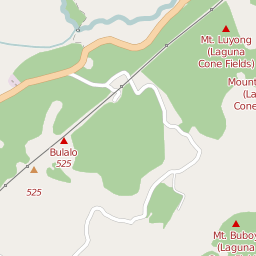 Mt. Luyong
(Laguna
Cone Fields)
Mount
(La
Cone
Bulalo
525
525
Mt. Buboy
(Laguna